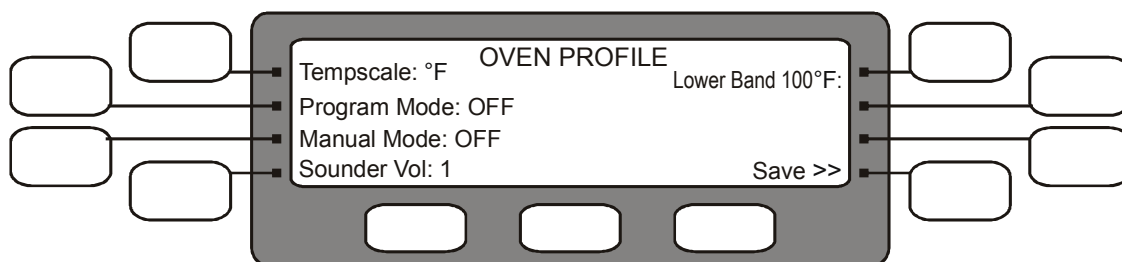 OVEN PROFILE
Tempscale: °F
Lower Band 100°F:
Program Mode: OFF
Manual Mode: OFF
Sounder Vol: 1
Save >>